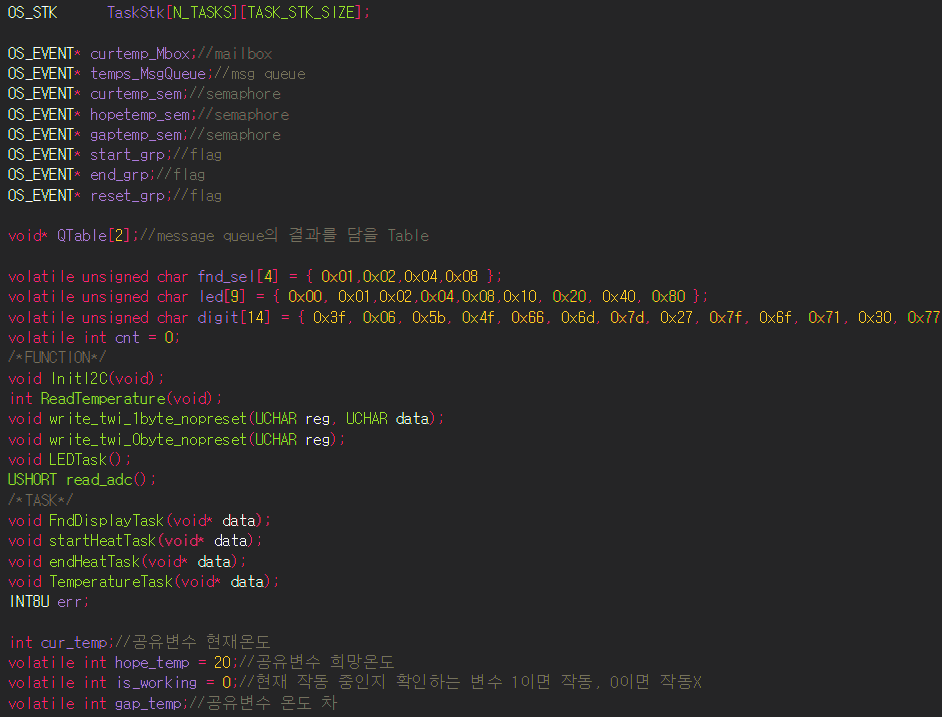 OS_STK TaskStk[N_TASKS][TASK_STK_SIZE];
OS_EVENT* curtemp_Mbox;//mailbox
OS_EVENT* temps_MsgQueue;//msg queue
OS_EVENT* curtemp_sem;//semaphore
OS_EVENT* hopetemp_sem;//semaphore
OS_EVENT* gaptemp_sem;//semaphore
OS_EVENT* start_grp;//flag
OS_EVENT* end_grp;//flag
OS_EVENT* reset_grp;//flag
void* QTable[2];//message queue의 결과를 담을 Table
volatile unsigned char fnd_sel[4] = { 0x01,0x02,0x04,0x08 };
volatile unsigned char led[9] = { 0x00, 0x01,0x02,0x04,0x08,0x10, 0x20, 0x40, 0x80 };
volatile unsigned char digit[14] = { 0x3f, 0x06, 0x5b, 0x4f, 0x66, 0x6d, 0x7d, 0x27, 0x7f, 0x6f, 0x71, 0x30, 0x77
volatile int cnt = 0;
/*FUNCTION*/
void InitI2C(void);
int ReadTemperature(void);
void write_twi_1byte_nopreset(UCHAR reg, UCHAR data);
void write_twi_0byte_nopreset(UCHAR reg);
void LEDTask();
USHORT read_adc();
/*TASK*/
void FndDisplayTask(void* data);
void startHeatTask(void* data);
void endHeatTask(void* data);
void TemperatureTask(void* data);
INT8U err;
int cur_temp;//공유변수 현재온도
volatile int hope_temp = 20;//공유변수 희망온도
volatile int is_working = 0;//현재 작동 중인지 확인하는 변수 1이면 작동, 0이면 작동X
volatile int gap_temp;//공유변수 온도 차